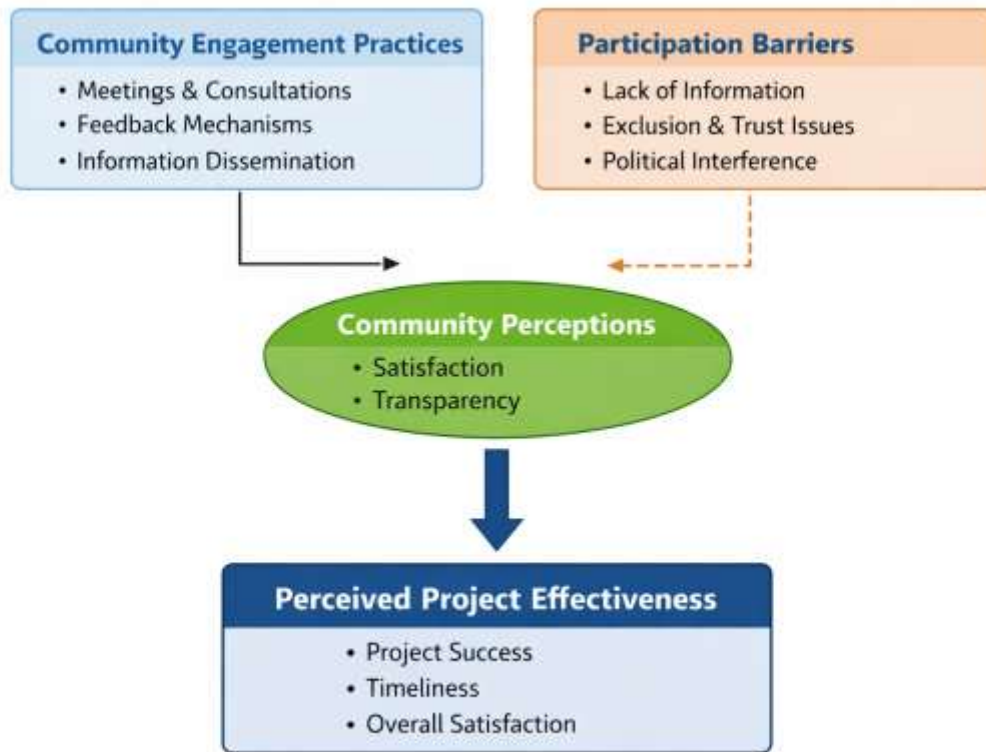 Community Engagement Practices
• Meetings & Consultations
• Feedback Mechanisms
• Information Dissemination
Participation Barriers
• Lack of Information
• Exclusion & Trust Issues
• Political Interference
Community Perceptions
• Satisfaction
• Transparency
Perceived Project Effectiveness
• Project Success
• Timeliness
• Overall Satisfaction